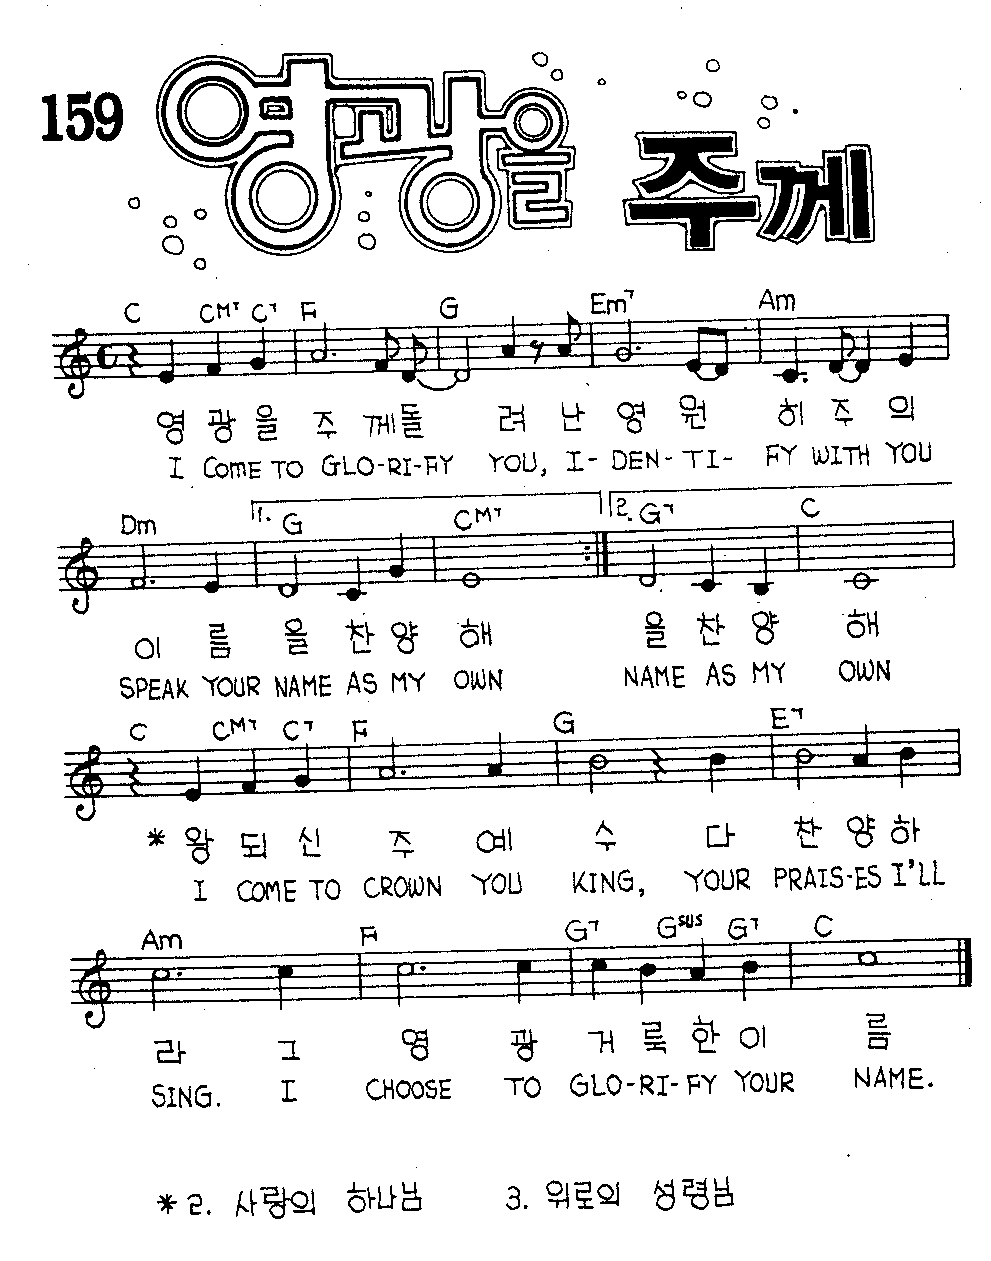 159 영광을 주께
C CM7 C7 F G Em7 Am
영 광 을 주 께 돌 려 난 영 원 히 주 의
I COME TO GLO-RI-FY YOU, I- DEN- TI- FY WITH YOU
Dm 1. G CM7 2. G7 C
이 름 을 찬 양 해 을 찬 양 해
SPEAK YOUR NAME AS MY OWN NAME AS MY OWN
C CM7 C7 F G E7
* 왕 되 신 주 예 수 다 찬 양 하
I COME TO CROWN YOU KING, YOUR PRAIS-ES I'LL
Am F G7 Gsus G7 C
라 그 영 광 거 룩 한 이 름
SING. I CHOOSE TO GLO-RI-FY YOUR NAME.
* 2. 사랑의 하나님 3. 위로의 성령님